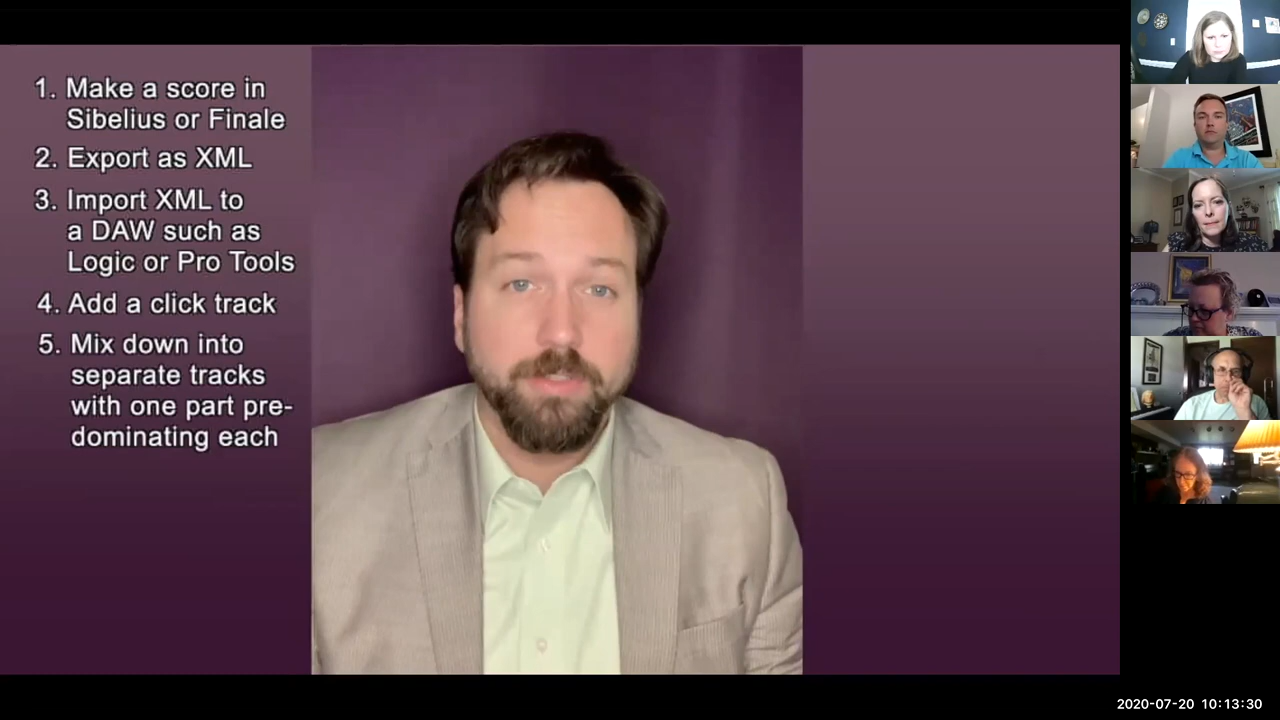 1. Make a score in
Sibelius or Finale
2. Export as XML
3. Import XML to
a DAW such as
Logic or Pro Tools
4. Add a click track
5. Mix down into
separate tracks
with one part pre-
dominating each
2020-07-20 10:13:30